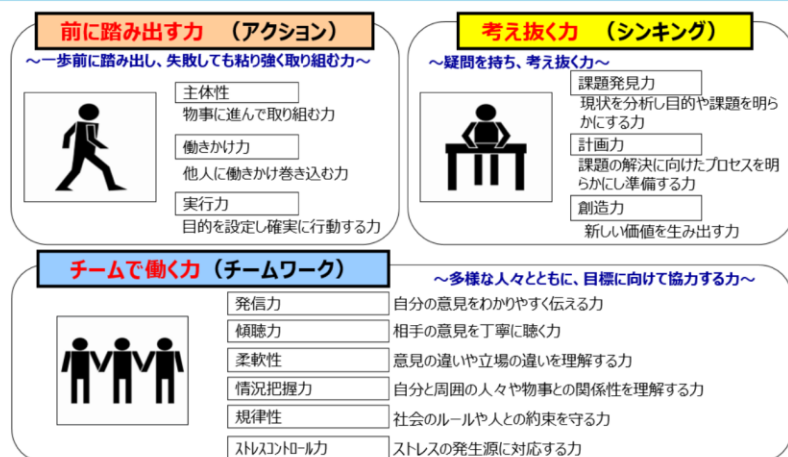 前に踏み出す力 （アクション）
～一歩前に踏み出し、失敗しても粘り強く取り組む力～
主体性
物事に進んで取り組む力
働きかけ力
他人に働きかけ巻き込む力
実行力
目的を設定し確実に行動する力
考え抜く力 （シンキング）
～疑問を持ち、考え抜く力～
課題発見力
現状を分析し目的や課題を明ら
かにする力
計画力
課題の解決に向けたプロセスを明
らかにし準備する力
創造力
新しい価値を生み出す力
チームで働く力 （チームワーク）
～多様な人々とともに、目標に向けて協力する力～
発信力 自分の意見をわかりやすく伝える力
傾聴力 相手の意見を丁寧に聴く力
柔軟性 意見の違いや立場の違いを理解する力
情況把握力 自分と周囲の人々や物事との関係性を理解する力
規律性 社会のルールや人との約束を守る力
ｽﾄﾚｽｺﾝﾄﾛｰﾙ力 ストレスの発生源に対応する力